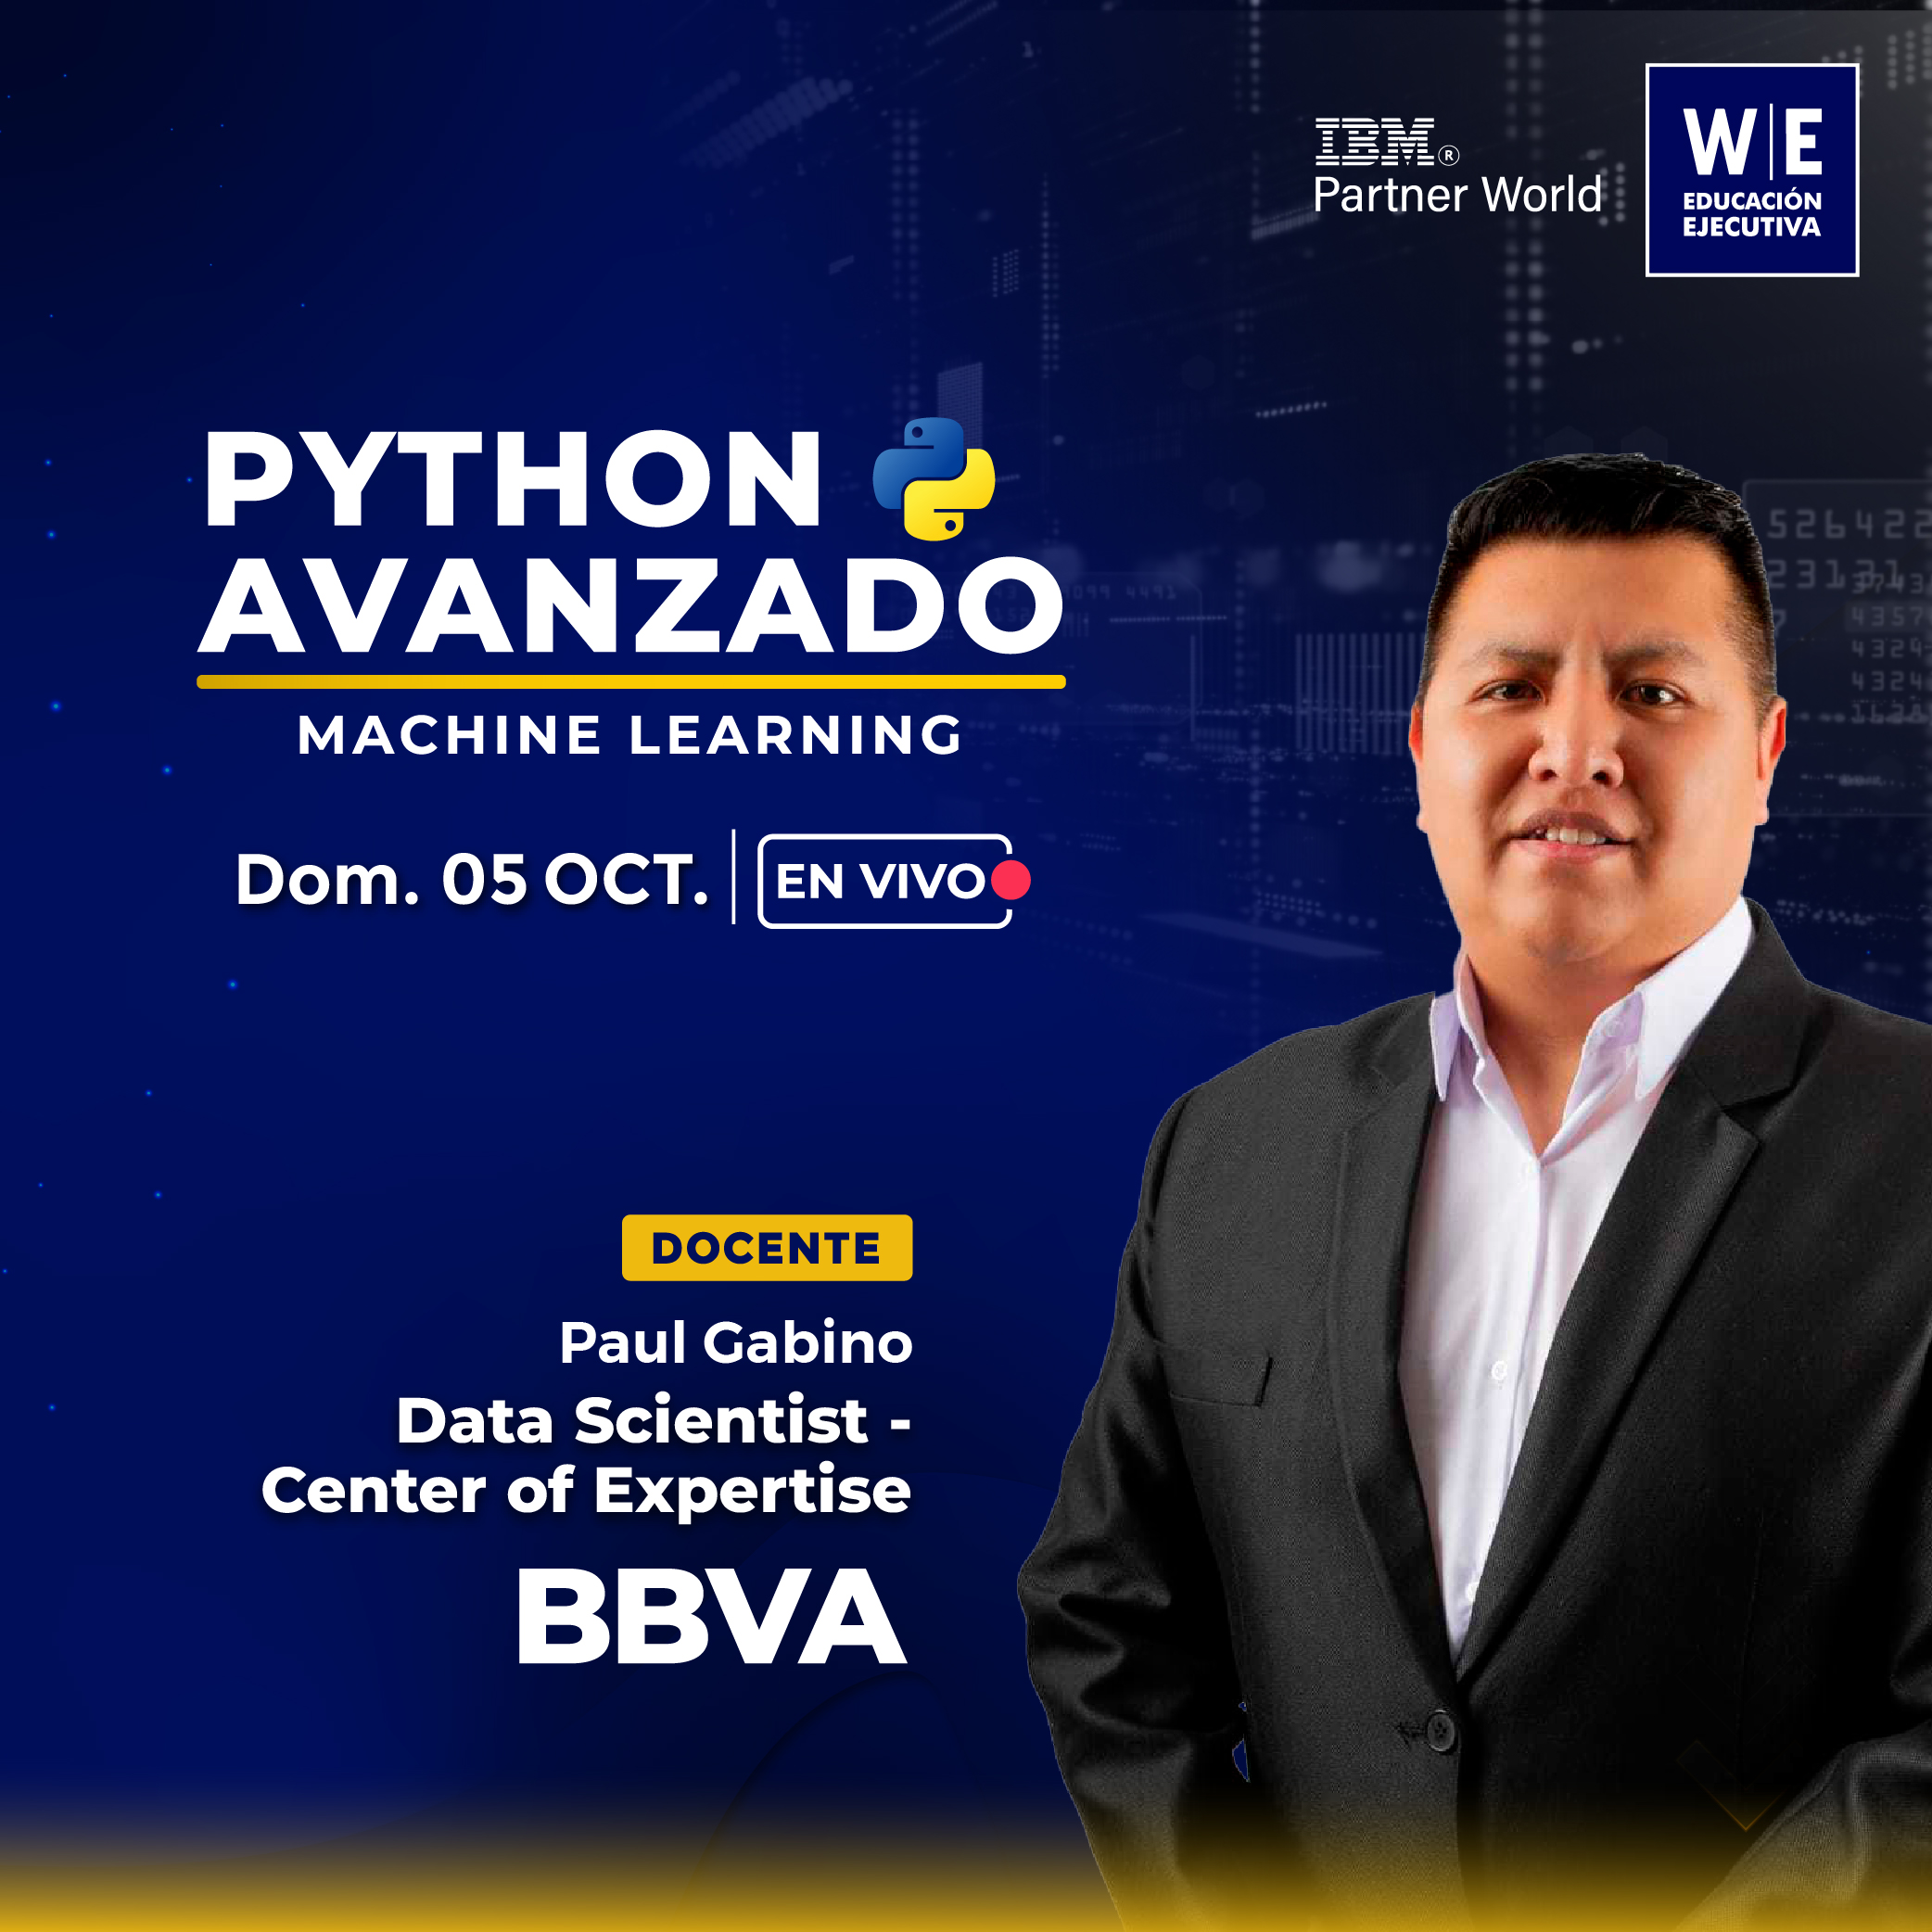 IBM®
Partner World
W|E
EDUCACIÓN
EJECUTIVA
PYTHON
AVANZADO
MACHINE LEARNING
Dom. 05 OCT. | EN VIVO
DOCENTE
Paul Gabino
Data Scientist -
Center of Expertise
BBVA